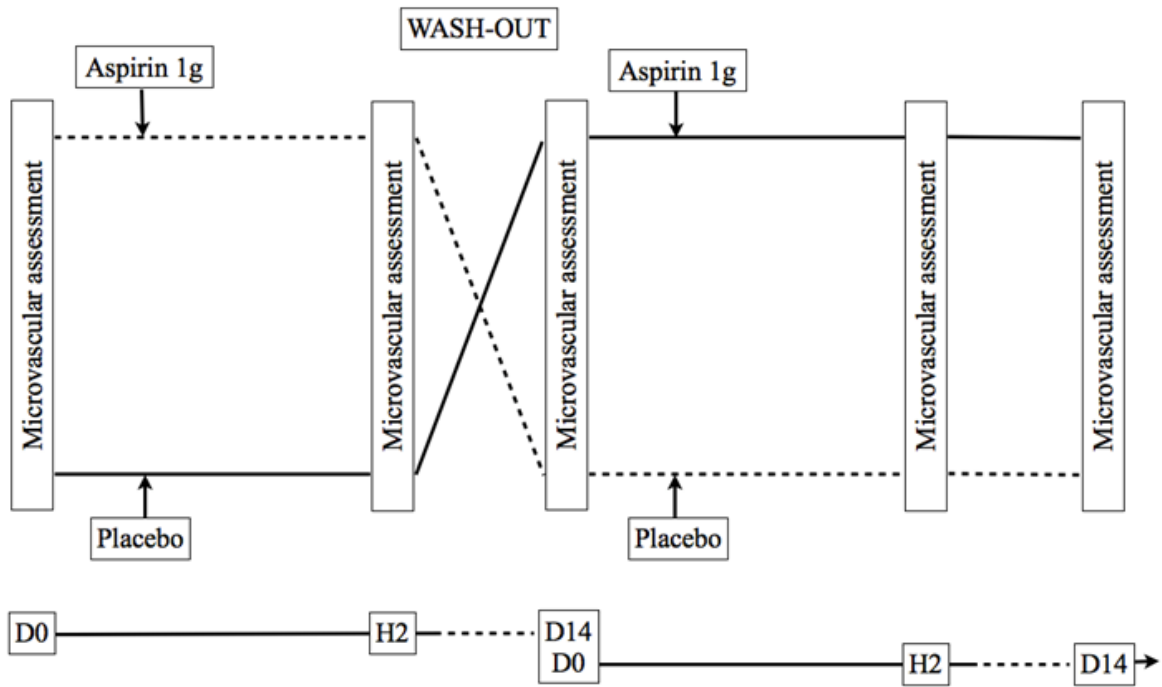 WASH-OUT
Aspirin 1g
Aspirin 1g
Microvascular assessment
Microvascular assessment
Microvascular assessment
Microvascular assessment
Microvascular assessment
Placebo
Placebo
D0
H2
D14
D0
H2
D14